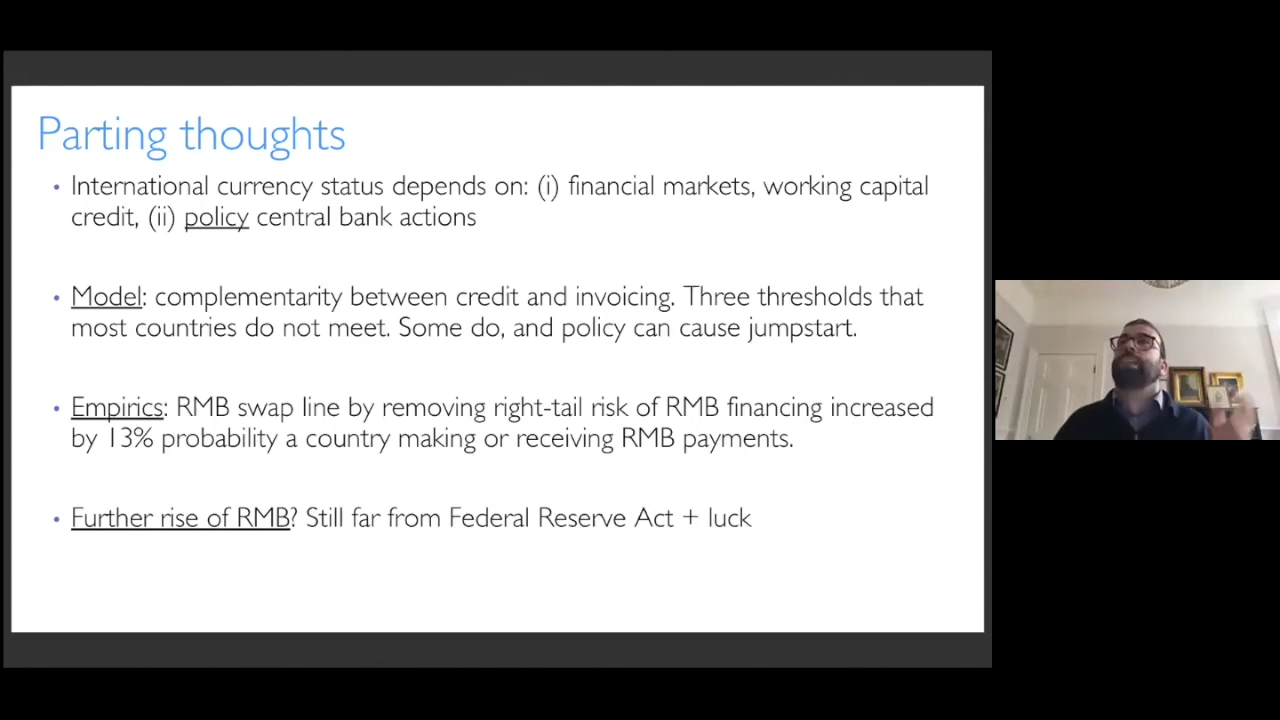 Parting thoughts
• International currency status depends on: (i) financial markets, working capital
credit, (ii) policy central bank actions
• Model: complementarity between credit and invoicing. Three thresholds that
most countries do not meet. Some do, and policy can cause jumpstart.
• Empirics: RMB swap line by removing right-tail risk of RMB financing increased
by 13% probability a country making or receiving RMB payments.
• Further rise of RMB? Still far from Federal Reserve Act + luck